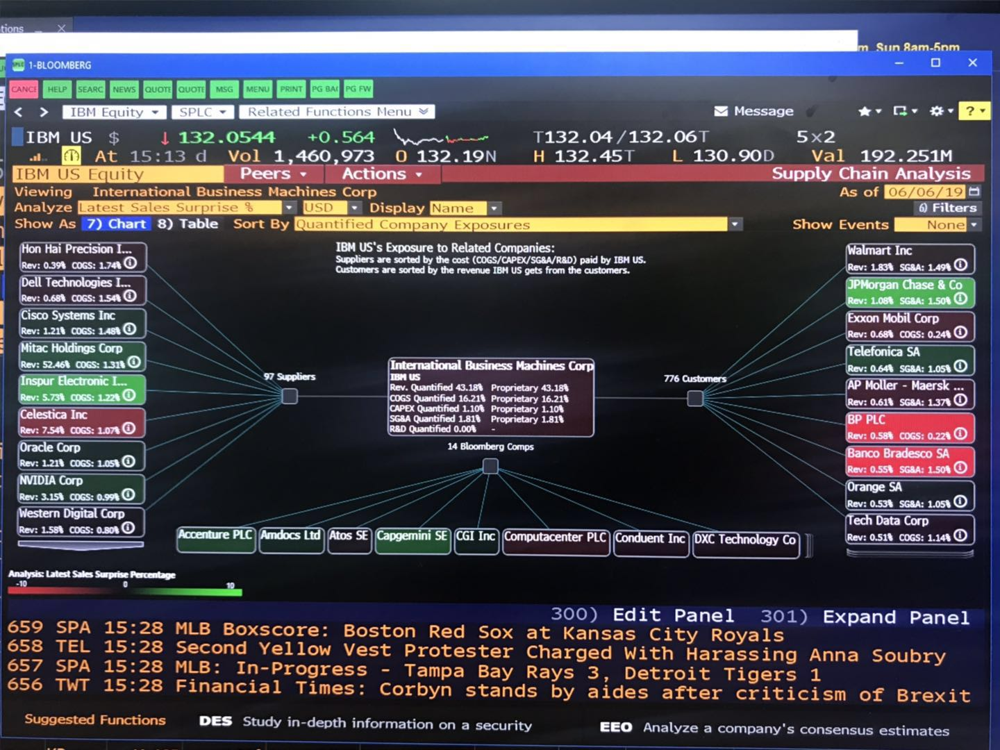 tions
m, Sun 8am-5pm
1-BLOOMBERG
CANCE HELP SEARC NEWS QUOTE QUOTE MSG MENU PRINT PG BAC PG FW
< > IBM Equity SPLC Related Functions Menu Message ?
IBM US $ ↓ 132.0544 +0.564 T132.04/132.06T 5x2
At 15:13 d Vol 1,460,973 O 132.19N H 132.45T L 130.90D Val 192.251M
IBM US Equity Peers Actions Supply Chain Analysis
Viewing International Business Machines Corp As of 06/06/19
Analyze Latest Sales Surprise % USD Display Name 6) Filters
Show As 7) Chart 8) Table Sort By Quantified Company Exposures Show Events None
IBM US's Exposure to Related Companies:
Suppliers are sorted by the cost (COGS/CAPEX/SG&A/R&D) paid by IBM US.
Customers are sorted by the revenue IBM US gets from the customers.
Hon Hai Precision I...
Rev: 0.39% COGS: 1.74%
Dell Technologies I...
Rev: 0.68% COGS: 1.54%
Cisco Systems Inc
Rev: 1.21% COGS: 1.48%
Mitac Holdings Corp
Rev: 52.46% COGS: 1.31%
Inspur Electronic I...
Rev: 5.73% COGS: 1.22%
Celestica Inc
Rev: 7.54% COGS: 1.07%
Oracle Corp
Rev: 1.21% COGS: 1.05%
NVIDIA Corp
Rev: 3.15% COGS: 0.99%
Western Digital Corp
Rev: 1.58% COGS: 0.80%
97 Suppliers
International Business Machines Corp
IBM US
Rev. Quantified 43.18% Proprietary 43.18%
COGS Quantified 16.21% Proprietary 16.21%
CAPEX Quantified 1.10% Proprietary 1.10%
SG&A Quantified 1.81% Proprietary 1.81%
R&D Quantified 0.00% -
776 Customers
Walmart Inc
Rev: 1.83% SG&A: 1.49%
JPMorgan Chase & Co
Rev: 1.08% SG&A: 1.50%
Exxon Mobil Corp
Rev: 0.68% COGS: 0.24%
Telefonica SA
Rev: 0.64% SG&A: 1.05%
AP Moller - Maersk ...
Rev: 0.61% SG&A: 1.37%
BP PLC
Rev: 0.58% COGS: 0.22%
Banco Bradesco SA
Rev: 0.55% SG&A: 1.50%
Orange SA
Rev: 0.53% SG&A: 1.05%
Tech Data Corp
Rev: 0.51% COGS: 1.14%
14 Bloomberg Comps
Accenture PLC Amdocs Ltd Atos SE Capgemini SE CGI Inc Computacenter PLC Conduent Inc DXC Technology Co
Analysis: Latest Sales Surprise Percentage
-10 0 10
300) Edit Panel 301) Expand Panel
659 SPA 15:28 MLB Boxscore: Boston Red Sox at Kansas City Royals
658 TEL 15:28 Second Yellow Vest Protester Charged With Harassing Anna Soubry
657 SPA 15:28 MLB: In-Progress - Tampa Bay Rays 3, Detroit Tigers 1
656 TWT 15:28 Financial Times: Corbyn stands by aides after criticism of Brexit
Suggested Functions DES Study in-depth information on a security EEO Analyze a company's consensus estimates